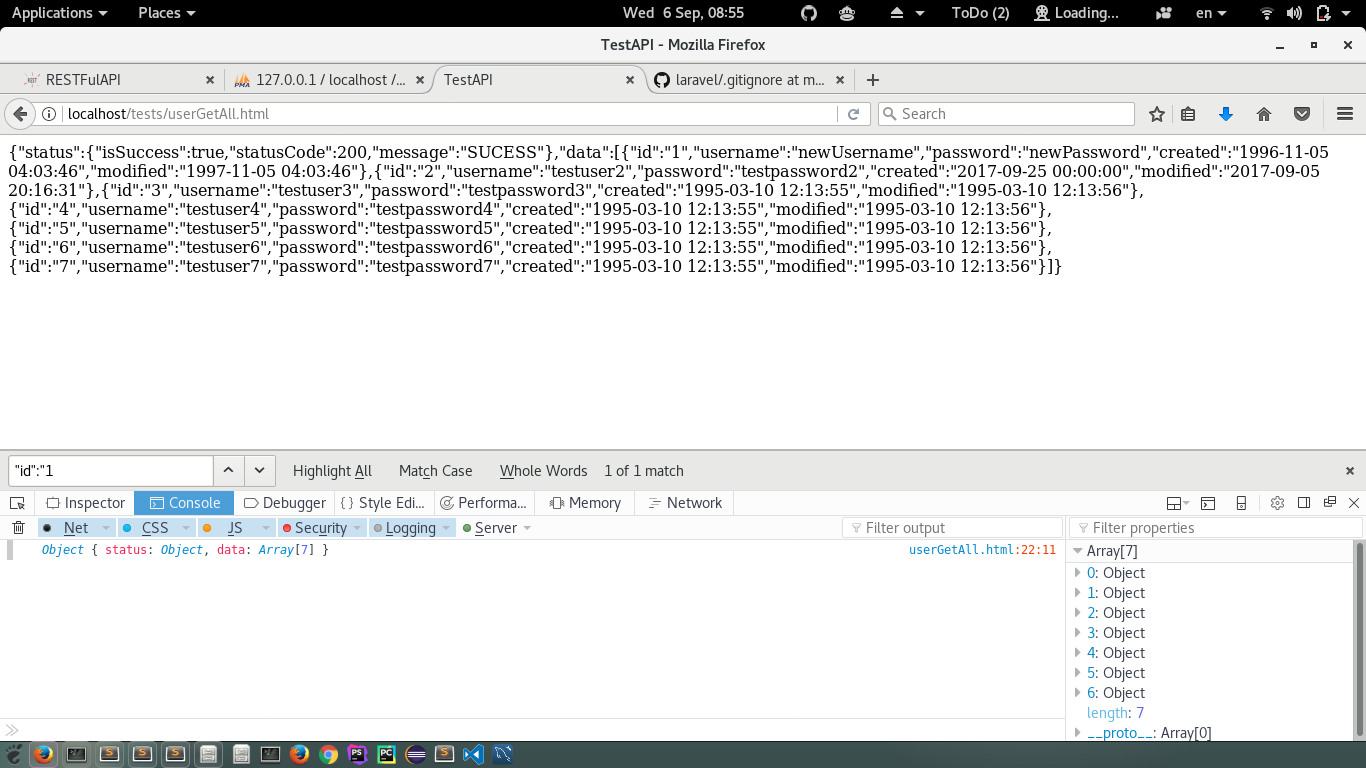 Applications Places Wed 6 Sep, 08:55 ToDo (2) Loading... en
TestAPI - Mozilla Firefox
RESTFulAPI 127.0.0.1 / localhost /... TestAPI laravel/.gitignore at m...
localhost/tests/userGetAll.html Search
{"status":{"isSuccess":true,"statusCode":200,"message":"SUCESS"},"data":[{"id":"1","username":"newUsername","password":"newPassword","created":"1996-11-05
04:03:46","modified":"1997-11-05 04:03:46"},{"id":"2","username":"testuser2","password":"testpassword2","created":"2017-09-25 00:00:00","modified":"2017-09-05
20:16:31"},{"id":"3","username":"testuser3","password":"testpassword3","created":"1995-03-10 12:13:55","modified":"1995-03-10 12:13:56"},
{"id":"4","username":"testuser4","password":"testpassword4","created":"1995-03-10 12:13:55","modified":"1995-03-10 12:13:56"},
{"id":"5","username":"testuser5","password":"testpassword5","created":"1995-03-10 12:13:55","modified":"1995-03-10 12:13:56"},
{"id":"6","username":"testuser6","password":"testpassword6","created":"1995-03-10 12:13:55","modified":"1995-03-10 12:13:56"},
{"id":"7","username":"testuser7","password":"testpassword7","created":"1995-03-10 12:13:55","modified":"1995-03-10 12:13:56"}]}
"id":"1 Highlight All Match Case Whole Words 1 of 1 match
Inspector Console Debugger Style Edi... Performa... Memory Network
Net CSS JS Security Logging Server Filter output Filter properties
Object { status: Object, data: Array[7] } userGetAll.html:22:11
Array[7]
0: Object
1: Object
2: Object
3: Object
4: Object
5: Object
6: Object
length: 7
__proto__: Array[0]